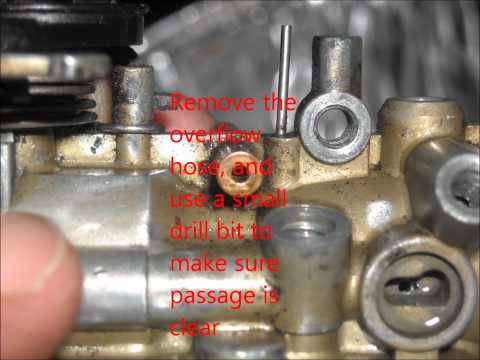 Remove the
overflow
hose, and
use a small
drill bit to
make sure
passage is
clear